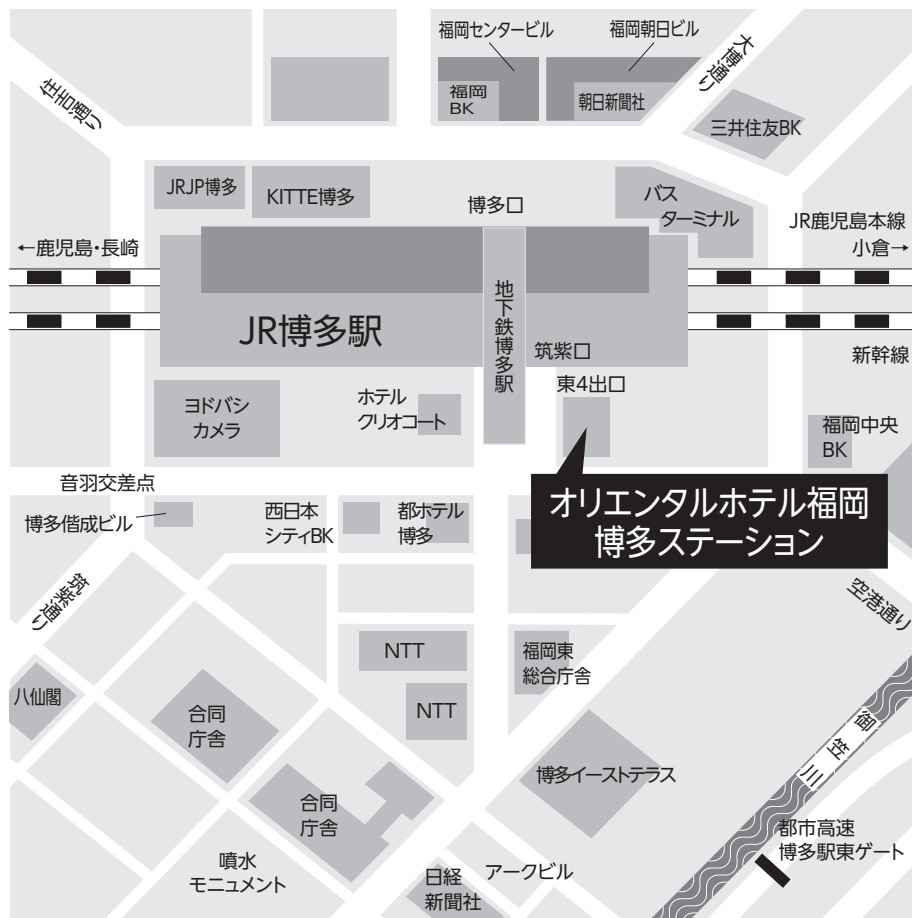 福岡センタービル
福岡朝日ビル
大博通り
住吉通り
福岡
BK
朝日新聞社
三井住友BK
JRJP博多
KITTE博多
博多口
バス
ターミナル
←鹿児島・長崎
JR鹿児島本線
小倉→
地下鉄博多駅
JR博多駅
筑紫口
新幹線
東4出口
ヨドバシ
カメラ
ホテル
クリオコート
福岡中央
BK
音羽交差点
オリエンタルホテル福岡
博多ステーション
博多偕成ビル
西日本
シティBK
都ホテル
博多
筑紫通り
空港通り
NTT
福岡東
総合庁舎
八仙閣
合同
庁舎
NTT
御笠川
博多イーストテラス
合同
庁舎
都市高速
博多駅東ゲート
噴水
モニュメント
日経
新聞社
アークビル